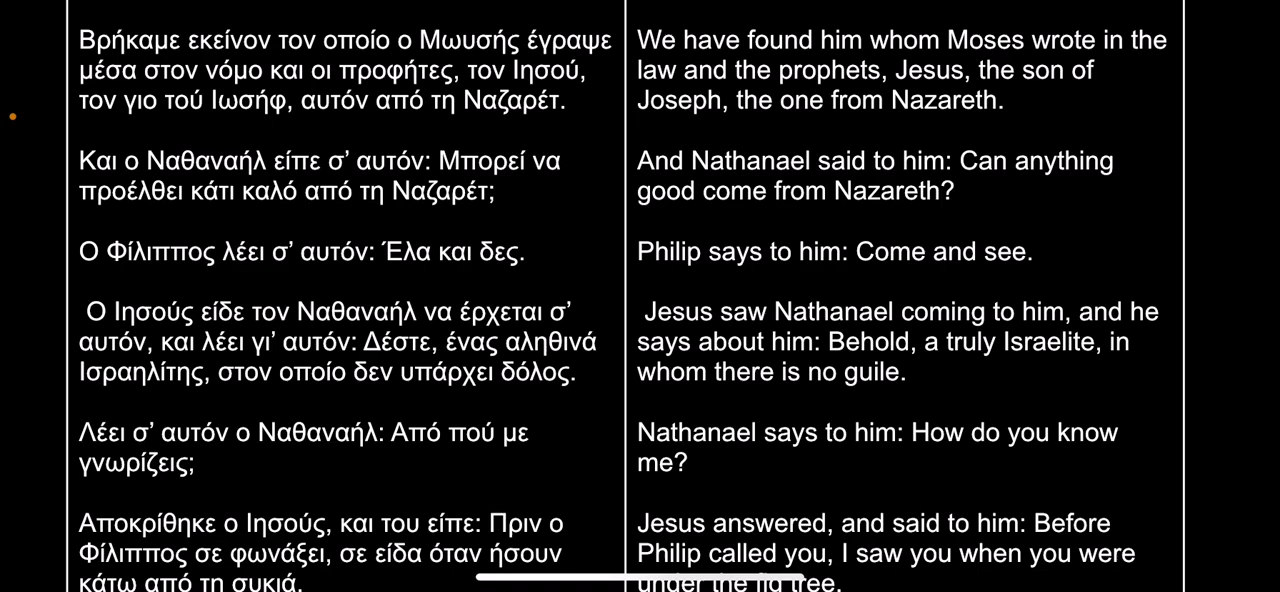 Βρήκαμε εκείνον τον οποίο ο Μωυσής έγραψε
μέσα στον νόμο και οι προφήτες, τον Ιησού,
τον γιο τού Ιωσήφ, αυτόν από τη Ναζαρέτ.
Και ο Ναθαναήλ είπε σ’ αυτόν: Μπορεί να
προέλθει κάτι καλό από τη Ναζαρέτ;
Ο Φίλιππος λέει σ’ αυτόν: Έλα και δες.
Ο Ιησούς είδε τον Ναθαναήλ να έρχεται σ’
αυτόν, και λέει γι’ αυτόν: Δέστε, ένας αληθινά
Ισραηλίτης, στον οποίο δεν υπάρχει δόλος.
Λέει σ’ αυτόν ο Ναθαναήλ: Από πού με
γνωρίζεις;
Αποκρίθηκε ο Ιησούς, και του είπε: Πριν ο
Φίλιππος σε φωνάξει, σε είδα όταν ήσουν
κάτω από τη συκιά.
We have found him whom Moses wrote in the
law and the prophets, Jesus, the son of
Joseph, the one from Nazareth.
And Nathanael said to him: Can anything
good come from Nazareth?
Philip says to him: Come and see.
Jesus saw Nathanael coming to him, and he
says about him: Behold, a truly Israelite, in
whom there is no guile.
Nathanael says to him: How do you know
me?
Jesus answered, and said to him: Before
Philip called you, I saw you when you were
under the fig tree.